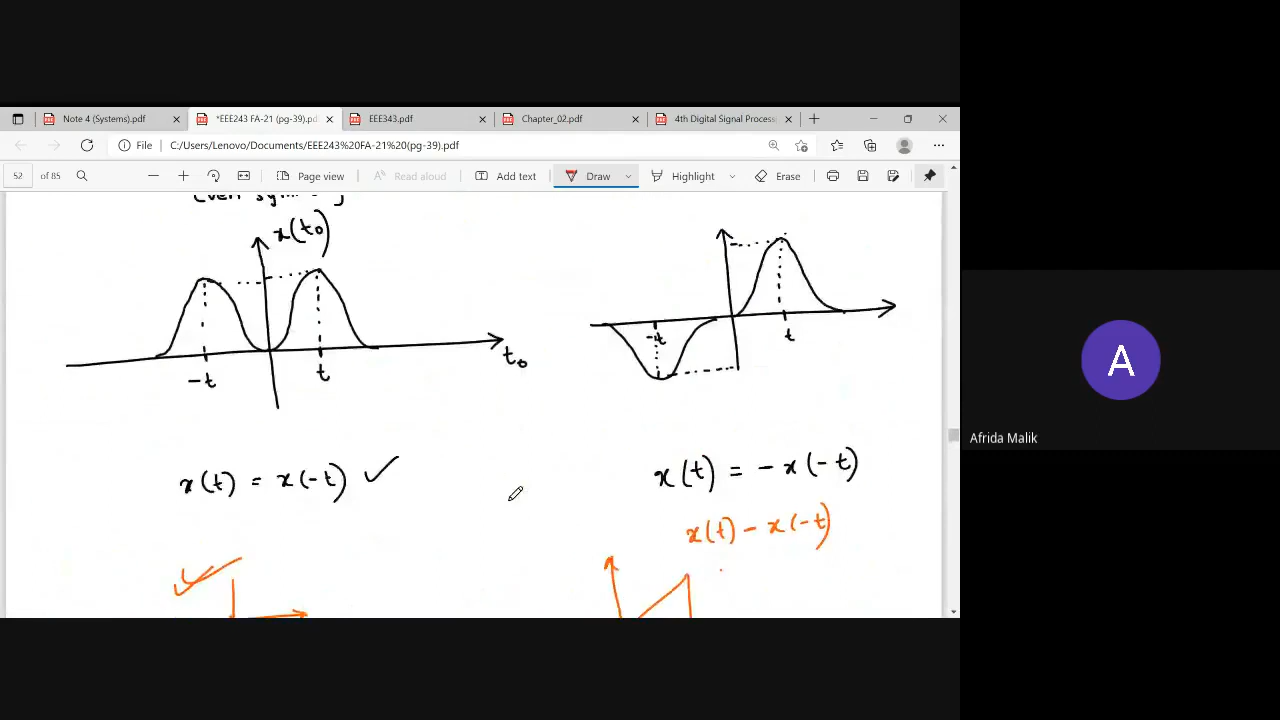 Note 4 (Systems).pdf
*EEE243 FA-21 (pg-39).pd
EEE343.pdf
Chapter_02.pdf
4th Digital Signal Process
File C:/Users/Lenovo/Documents/EEE243%20FA-21%20(pg-39).pdf
52 of 85
Page view
Read aloud
Add text
Draw
Highlight
Erase
x(t₀)
-t
t
t₀
-t
t
x(t) = x(-t) ✓
x(t) = -x(-t)
x(t) - x(-t)
A
Afrida Malik